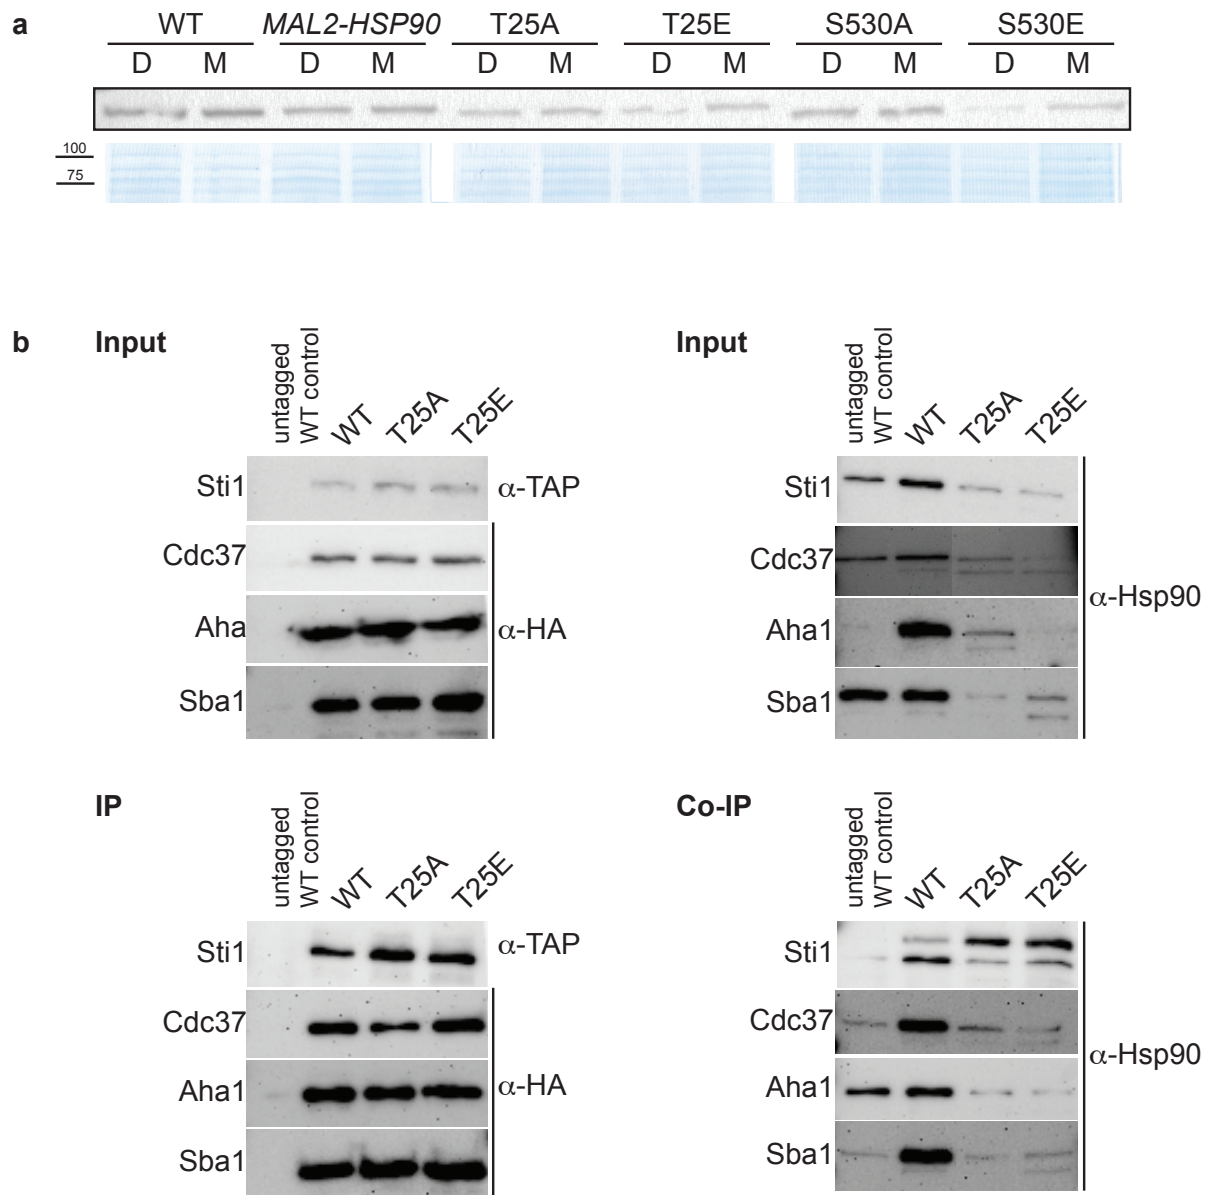 a
WT MAL2-HSP90 T25A T25E S530A S530E
D M D M D M D M D M D M
100
75
b Input
untagged
WT control
WT
T25A
T25E
Sti1 α-TAP
Cdc37
Aha α-HA
Sba1
Input
untagged
WT control
WT
T25A
T25E
Sti1
Cdc37
Aha1 α-Hsp90
Sba1
IP
untagged
WT control
WT
T25A
T25E
Sti1 α-TAP
Cdc37
Aha1 α-HA
Sba1
Co-IP
untagged
WT control
WT
T25A
T25E
Sti1
Cdc37
Aha1 α-Hsp90
Sba1